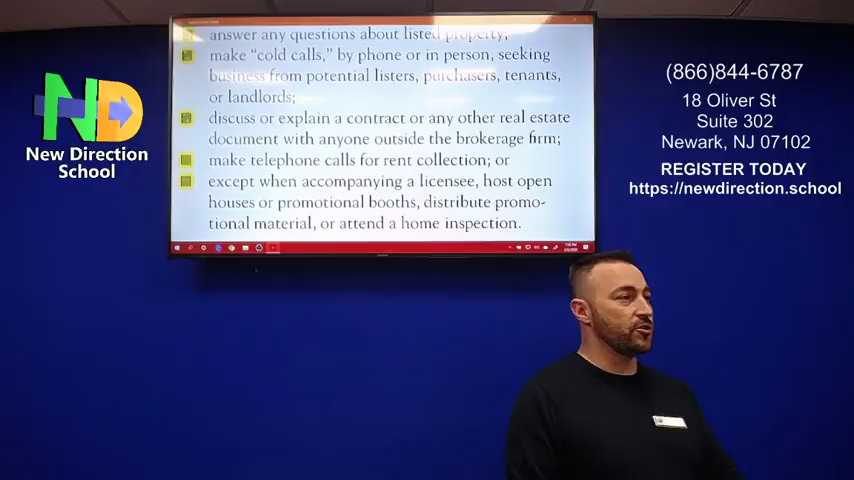 answer any questions about listed property;
make "cold calls," by phone or in person, seeking
business from potential listers, purchasers, tenants,
or landlords;
discuss or explain a contract or any other real estate
document with anyone outside the brokerage firm;
make telephone calls for rent collection; or
except when accompanying a licensee, host open
houses or promotional booths, distribute promo-
tional material, or attend a home inspection.
ND
New Direction
School
(866)844-6787
18 Oliver St
Suite 302
Newark, NJ 07102
REGISTER TODAY
https://newdirection.school